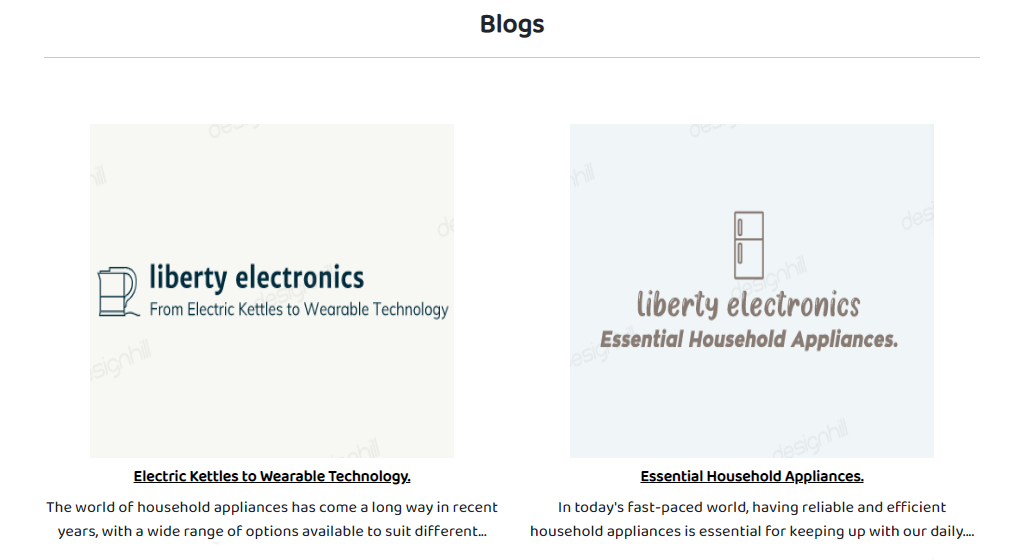 Blogs
liberty electronics
From Electric Kettles to Wearable Technology
liberty electronics
Essential Household Appliances.
designhill
designhill
designhill
designhill
Electric Kettles to Wearable Technology.
The world of household appliances has come a long way in recent
years, with a wide range of options available to suit different...
Essential Household Appliances.
In today's fast-paced world, having reliable and efficient
household appliances is essential for keeping up with our daily....